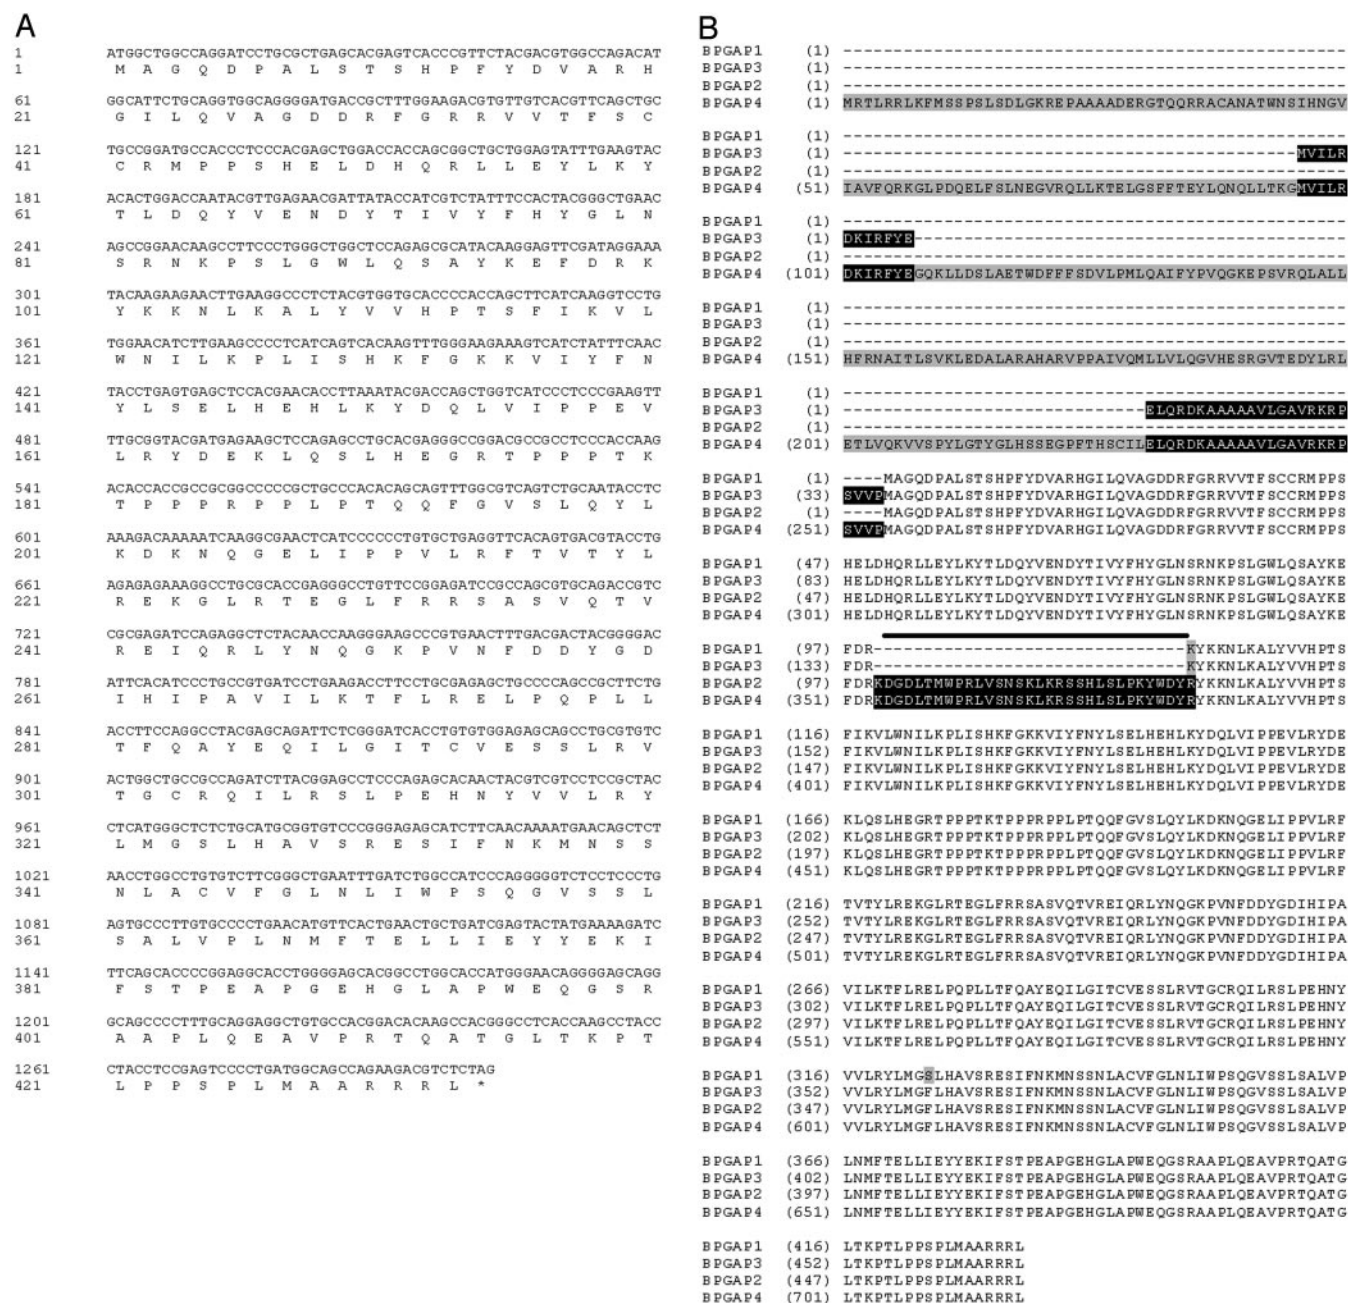 A
1 ATGGCTGGCCAGGATCCTGCGCTGAGCACGAGTCACCCGTTCTACGACGTGGCCAGACAT
1 M A G Q D P A L S T S H P F Y D V A R H
61 GGCATTCTGCAGGTGGCAGGGGATGACCGCTTTGGAAGACGTGTTGTCACGTTCAGCTGC
21 G I L Q V A G D D R F G R R V V T F S C
121 TGCCGGATGCCACCCTCCCACGAGCTGGACCACCAGCGGCTGCTGGAGTATTTGAAGTAC
41 C R M P P S H E L D H Q R L L E Y L K Y
181 ACACTGGACCAATACGTTGAGAACGATTATACCATCGTCTATTTCCACTACGGGCTGAAC
61 T L D Q Y V E N D Y T I V Y F H Y G L N
241 AGCCGGAACAAGCCTTCCCTGGGCTGGCTCCAGAGCGCATACAAGGAGTTCGATAGGAAA
81 S R N K P S L G W L Q S A Y K E F D R K
301 TACAAGAAGAACTTGAAGGCCCTCTACGTGGTGCACCCCACCAGCTTCATCAAGGTCCTG
101 Y K K N L K A L Y V V H P T S F I K V L
361 TGGAACATCTTGAAGCCCCTCATCAGTCACAAGTTTGGGAAGAAAGTCATCTATTTCAAC
121 W N I L K P L I S H K F G K K V I Y F N
421 TACCTGAGTGAGCTCCACGAACACCTTAAATACGACCAGCTGGTCATCCCTCCCGAAGTT
141 Y L S E L H E H L K Y D Q L V I P P E V
481 TTGCGGTACGATGAGAAGCTCCAGAGCCTGCACGAGGGCCGGACGCCGCCTCCCACCAAG
161 L R Y D E K L Q S L H E G R T P P P T K
541 ACACCACCGCCGCGGCCCCCGCTGCCCACACAGCAGTTTGGCGTCAGTCTGCAATACCTC
181 T P P P R P P L P T Q Q F G V S L Q Y L
601 AAAGACAAAAATCAAGGCGAACTCATCCCCCCTGTGCTGAGGTTCACAGTGACGTACCTG
201 K D K N Q G E L I P P V L R F T V T Y L
661 AGAGAGAAAGGCCTGCGCACCGAGGGCCTGTTCCGGAGATCCGCCAGCGTGCAGACCGTC
221 R E K G L R T E G L F R R S A S V Q T V
721 CGCGAGATCCAGAGGCTCTACAACCAAGGGAAGCCCGTGAACTTTGACGACTACGGGGAC
241 R E I Q R L Y N Q G K P V N F D D Y G D
781 ATTCACATCCCTGCCGTGATCCTGAAGACCTTCCTGCGAGAGCTGCCCCAGCCGCTTCTG
261 I H I P A V I L K T F L R E L P Q P L L
841 ACCTTCCAGGCCTACGAGCAGATTCTCGGGATCACCTGTGTGGAGAGCAGCCTGCGTGTC
281 T F Q A Y E Q I L G I T C V E S S L R V
901 ACTGGCTGCCGCCAGATCTTACGGAGCCTCCCAGAGCACAACTACGTCGTCCTCCGCTAC
301 T G C R Q I L R S L P E H N Y V V L R Y
961 CTCATGGGCTCTCTGCATGCGGTGTCCCGGGAGAGCATCTTCAACAAAATGAACAGCTCT
321 L M G S L H A V S R E S I F N K M N S S
1021 AACCTGGCCTGTGTCTTCGGGCTGAATTTGATCTGGCCATCCCAGGGGGTCTCCTCCCTG
341 N L A C V F G L N L I W P S Q G V S S L
1081 AGTGCCCTTGTGCCCCTGAACATGTTCACTGAACTGCTGATCGAGTACTATGAAAAGATC
361 S A L V P L N M F T E L L I E Y Y E K I
1141 TTCAGCACCCCGGAGGCACCTGGGGAGCACGGCCTGGCACCATGGGAACAGGGGAGCAGG
381 F S T P E A P G E H G L A P W E Q G S R
1201 GCAGCCCCTTTGCAGGAGGCTGTGCCACGGACACAAGCCACGGGCCTCACCAAGCCTACC
401 A A P L Q E A V P R T Q A T G L T K P T
1261 CTACCTCCGAGTCCCCTGATGGCAGCCAGAAGACGTCTCTAG
421 L P P S P L M A A R R R L *
B
BPGAP1 (1) --------------------------------------------------
BPGAP3 (1) --------------------------------------------------
BPGAP2 (1) --------------------------------------------------
BPGAP4 (1) MRTLRRLKFMSSPSLSDLGKREPAAAADERGTQQRRACANATWNSIHNGV
BPGAP1 (1) --------------------------------------------------
BPGAP3 (1) ---------------------------------------------MVILR
BPGAP2 (1) --------------------------------------------------
BPGAP4 (51) IAVFQRKGLPDQELFSLNEGVRQLLKTELGSFFTEYLQNQLLTKGMVILR
BPGAP1 (1) --------------------------------------------------
BPGAP3 (1) DKIRFYE-------------------------------------------
BPGAP2 (1) --------------------------------------------------
BPGAP4 (101) DKIRFYEGQKLLDSLAETWDFFFSDVLPMLQAIFYPVQGKEPSVRQLALL
BPGAP1 (1) --------------------------------------------------
BPGAP3 (1) --------------------------------------------------
BPGAP2 (1) --------------------------------------------------
BPGAP4 (151) HFRNAITLSVKLEDALARAHARVPPAIVQMLLVLQGVHESRGVTEDYLRL
BPGAP1 (1) --------------------------------------------------
BPGAP3 (1) ------------------------------ELQRDKAAAAAVLGAVRKRP
BPGAP2 (1) --------------------------------------------------
BPGAP4 (201) ETLVQKVVSPYLGTYGLHSSEGPFTHSCILELQRDKAAAAAVLGAVRKRP
BPGAP1 (1) ----MAGQDPALSTSHPFYDVARHGILQVAGDDRFGRRVVTFSCCRMPPS
BPGAP3 (33) SVVPMAGQDPALSTSHPFYDVARHGILQVAGDDRFGRRVVTFSCCRMPPS
BPGAP2 (1) ----MAGQDPALSTSHPFYDVARHGILQVAGDDRFGRRVVTFSCCRMPPS
BPGAP4 (251) SVVPMAGQDPALSTSHPFYDVARHGILQVAGDDRFGRRVVTFSCCRMPPS
BPGAP1 (47) HELDHQRLLEYLKYTLDQYVENDYTIVYFHYGLNSRNKPSLGWLQSAYKE
BPGAP3 (83) HELDHQRLLEYLKYTLDQYVENDYTIVYFHYGLNSRNKPSLGWLQSAYKE
BPGAP2 (47) HELDHQRLLEYLKYTLDQYVENDYTIVYFHYGLNSRNKPSLGWLQSAYKE
BPGAP4 (301) HELDHQRLLEYLKYTLDQYVENDYTIVYFHYGLNSRNKPSLGWLQSAYKE
BPGAP1 (97) FDR-------------------------------KYKKNLKALYVVHPTS
BPGAP3 (133) FDR-------------------------------KYKKNLKALYVVHPTS
BPGAP2 (97) FDRKDGDLTMWPRLVSNSKLKRSSHLSLPKYWDYRYKKNLKALYVVHPTS
BPGAP4 (351) FDRKDGDLTMWPRLVSNSKLKRSSHLSLPKYWDYRYKKNLKALYVVHPTS
BPGAP1 (116) FIKVLWNILKPLISHKFGKKVIYFNYLSELHEHLKYDQLVIPPEVLRYDE
BPGAP3 (152) FIKVLWNILKPLISHKFGKKVIYFNYLSELHEHLKYDQLVIPPEVLRYDE
BPGAP2 (147) FIKVLWNILKPLISHKFGKKVIYFNYLSELHEHLKYDQLVIPPEVLRYDE
BPGAP4 (401) FIKVLWNILKPLISHKFGKKVIYFNYLSELHEHLKYDQLVIPPEVLRYDE
BPGAP1 (166) KLQSLHEGRTPPPTKTPPPRPPLPTQQFGVSLQYLKDKNQGELIPPVLRF
BPGAP3 (202) KLQSLHEGRTPPPTKTPPPRPPLPTQQFGVSLQYLKDKNQGELIPPVLRF
BPGAP2 (197) KLQSLHEGRTPPPTKTPPPRPPLPTQQFGVSLQYLKDKNQGELIPPVLRF
BPGAP4 (451) KLQSLHEGRTPPPTKTPPPRPPLPTQQFGVSLQYLKDKNQGELIPPVLRF
BPGAP1 (216) TVTYLREKGLRTEGLFRRSASVQTVREIQRLYNQGKPVNFDDYGDIHIPA
BPGAP3 (252) TVTYLREKGLRTEGLFRRSASVQTVREIQRLYNQGKPVNFDDYGDIHIPA
BPGAP2 (247) TVTYLREKGLRTEGLFRRSASVQTVREIQRLYNQGKPVNFDDYGDIHIPA
BPGAP4 (501) TVTYLREKGLRTEGLFRRSASVQTVREIQRLYNQGKPVNFDDYGDIHIPA
BPGAP1 (266) VILKTFLRELPQPLLTFQAYEQILGITCVESSLRVTGCRQILRSLPEHNY
BPGAP3 (302) VILKTFLRELPQPLLTFQAYEQILGITCVESSLRVTGCRQILRSLPEHNY
BPGAP2 (297) VILKTFLRELPQPLLTFQAYEQILGITCVESSLRVTGCRQILRSLPEHNY
BPGAP4 (551) VILKTFLRELPQPLLTFQAYEQILGITCVESSLRVTGCRQILRSLPEHNY
BPGAP1 (316) VVLRYLMGSLHAVSRESIFNKMNSSNLACVFGLNLIWPSQGVSSLSALVP
BPGAP3 (352) VVLRYLMGFLHAVSRESIFNKMNSSNLACVFGLNLIWPSQGVSSLSALVP
BPGAP2 (347) VVLRYLMGFLHAVSRESIFNKMNSSNLACVFGLNLIWPSQGVSSLSALVP
BPGAP4 (601) VVLRYLMGFLHAVSRESIFNKMNSSNLACVFGLNLIWPSQGVSSLSALVP
BPGAP1 (366) LNMFTELLIEYYEKIFSTPEAPGEHGLAPWEQGSRAAPLQEAVPRTQATG
BPGAP3 (402) LNMFTELLIEYYEKIFSTPEAPGEHGLAPWEQGSRAAPLQEAVPRTQATG
BPGAP2 (397) LNMFTELLIEYYEKIFSTPEAPGEHGLAPWEQGSRAAPLQEAVPRTQATG
BPGAP4 (651) LNMFTELLIEYYEKIFSTPEAPGEHGLAPWEQGSRAAPLQEAVPRTQATG
BPGAP1 (416) LTKPTLPPSPLMAARRRL
BPGAP3 (452) LTKPTLPPSPLMAARRRL
BPGAP2 (447) LTKPTLPPSPLMAARRRL
BPGAP4 (701) LTKPTLPPSPLMAARRRL